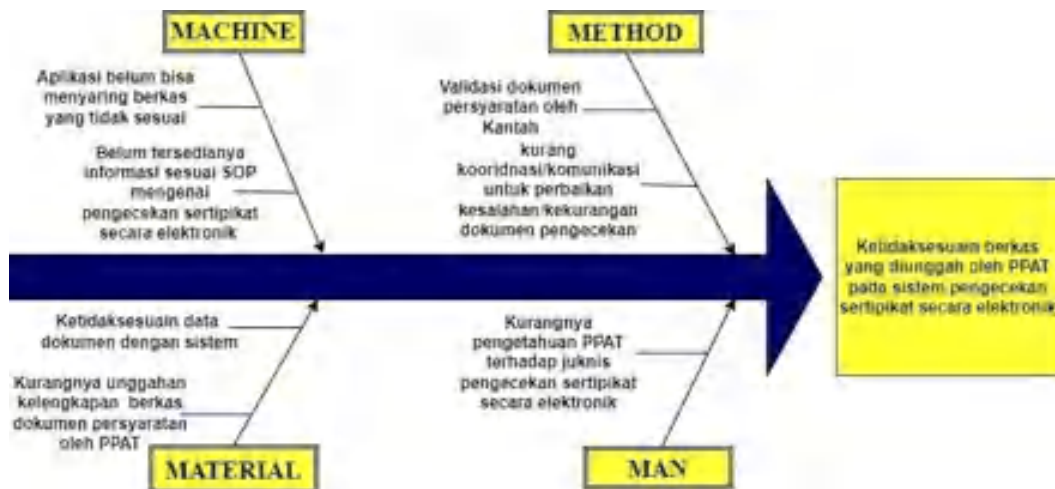 MACHINE
Aplikasi belum bisa
menyaring berkas
yang tidak sesuai
Belum tersedianya
informasi sesuai SOP
mengenai
pengecekan sertipikat
secara elektronik
METHOD
Validasi dokumen
persyaratan oleh
Kantah
kurang
kooridnasi/komunikasi
untuk perbaikan
kesalahan/kekurangan
dokumen pengecekan
Ketidaksesuain berkas
yang diunggah oleh PPAT
pada sistem pengecekan
sertipikat secara elektronik
Ketidaksesuain data
dokumen dengan sistem
Kurangnya unggahan
kelengkapan berkas
dokumen persyaratan
oleh PPAT
MATERIAL
Kurangnya
pengetahuan PPAT
terhadap juknis
pengecekan sertipikat
secara elektronik
MAN